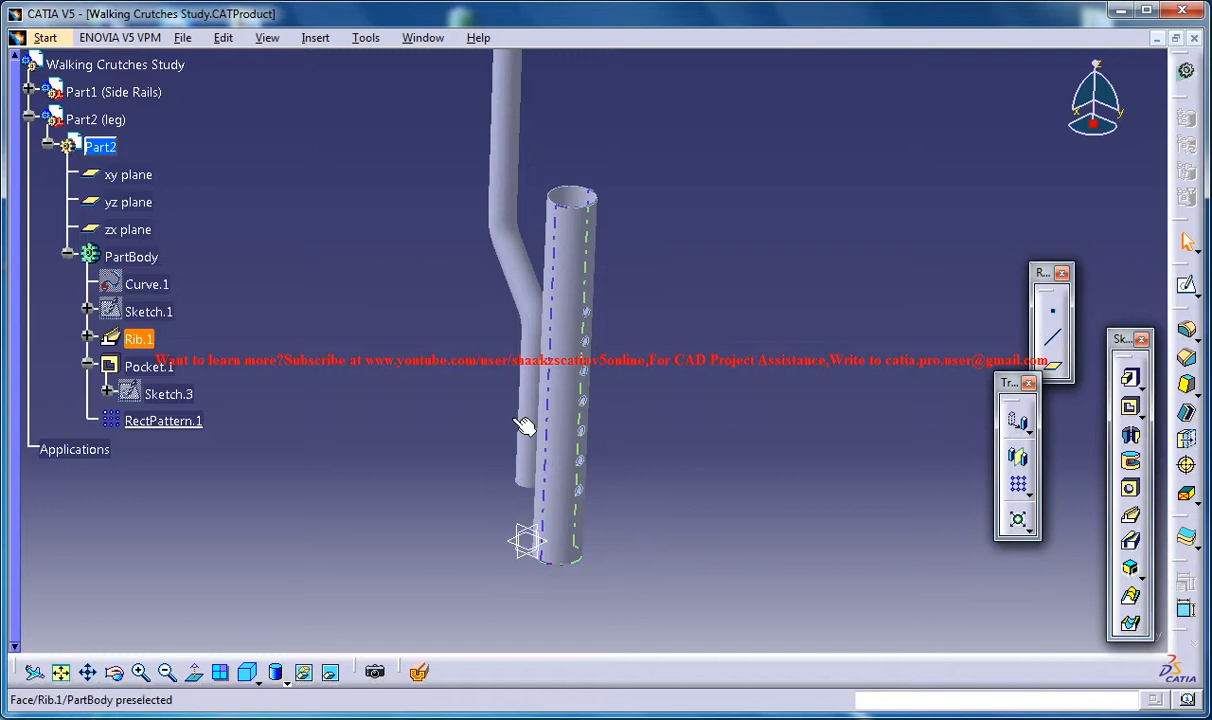 CATIA V5 - [Walking Crutches Study.CATProduct]
Start ENOVIA V5 VPM File Edit View Insert Tools Window Help
Walking Crutches Study
Part1 (Side Rails)
Part2 (leg)
Part2
xy plane
yz plane
zx plane
PartBody
Curve.1
Sketch.1
Rib.1
Want to learn more?Subscribe at www.youtube.com/user/shaakzscatiav5online,For CAD Project Assistance,Write to catia.pro.user@gmail.com
Pocket.1
Sketch.3
RectPattern.1
Applications
z
x
y
R...
Sk...
Tr...
CATIA
Face/Rib.1/PartBody preselected